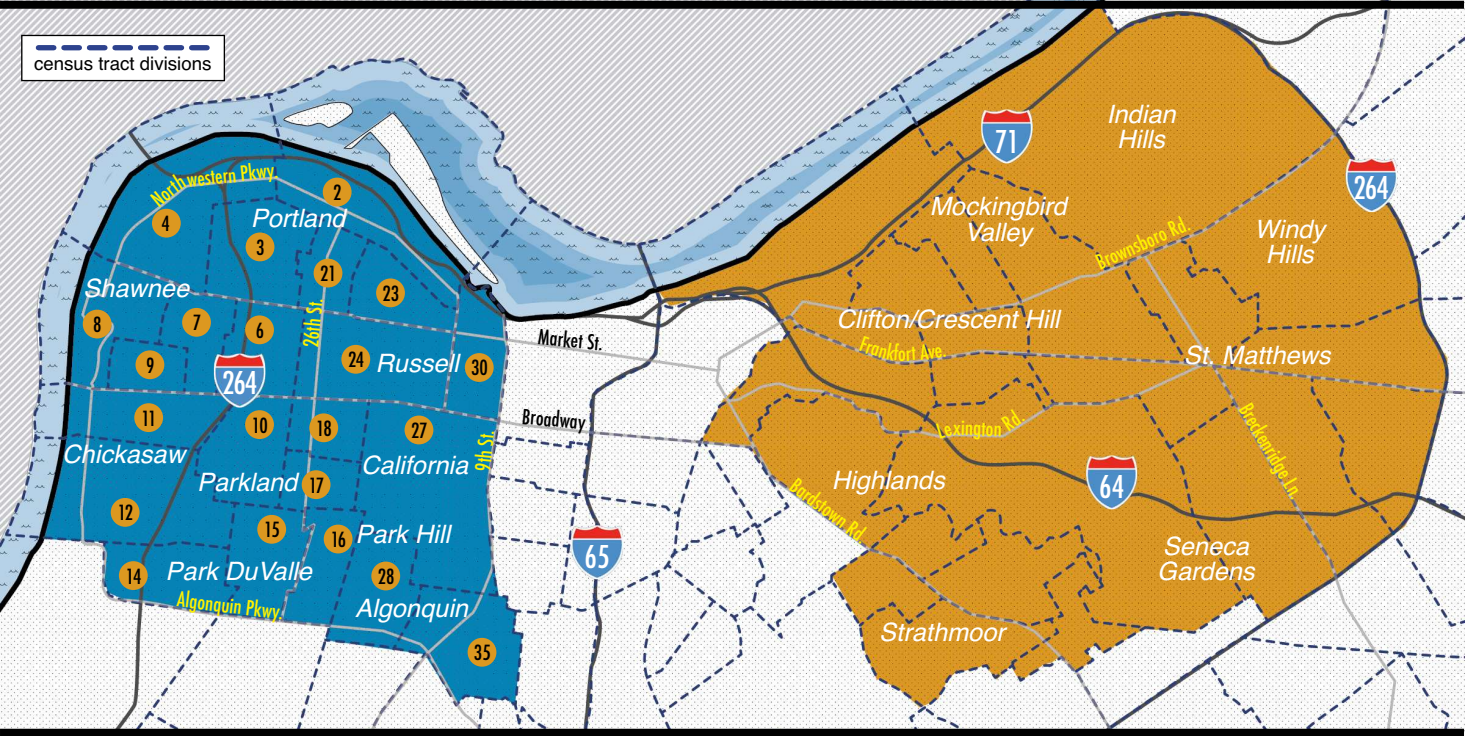 census tract divisions
Northwestern Pkwy.
2
4
Portland
3
21
23
Shawnee
8
7
6
26th St.
24
Russell
30
9
264
11
10
18
27
Chickasaw
California
9th St.
Parkland
17
12
15
16
Park Hill
14
Park DuValle
28
Algonquin Pkwy.
Algonquin
35
Market St.
Broadway
65
Indian
Hills
71
264
Mockingbird
Valley
Brownsboro Rd.
Windy
Hills
Clifton/Crescent Hill
Frankfort Ave.
St. Matthews
Lexington Rd.
Breckenridge Ln.
Highlands
64
Bardstown Rd.
Seneca
Gardens
Strathmoor